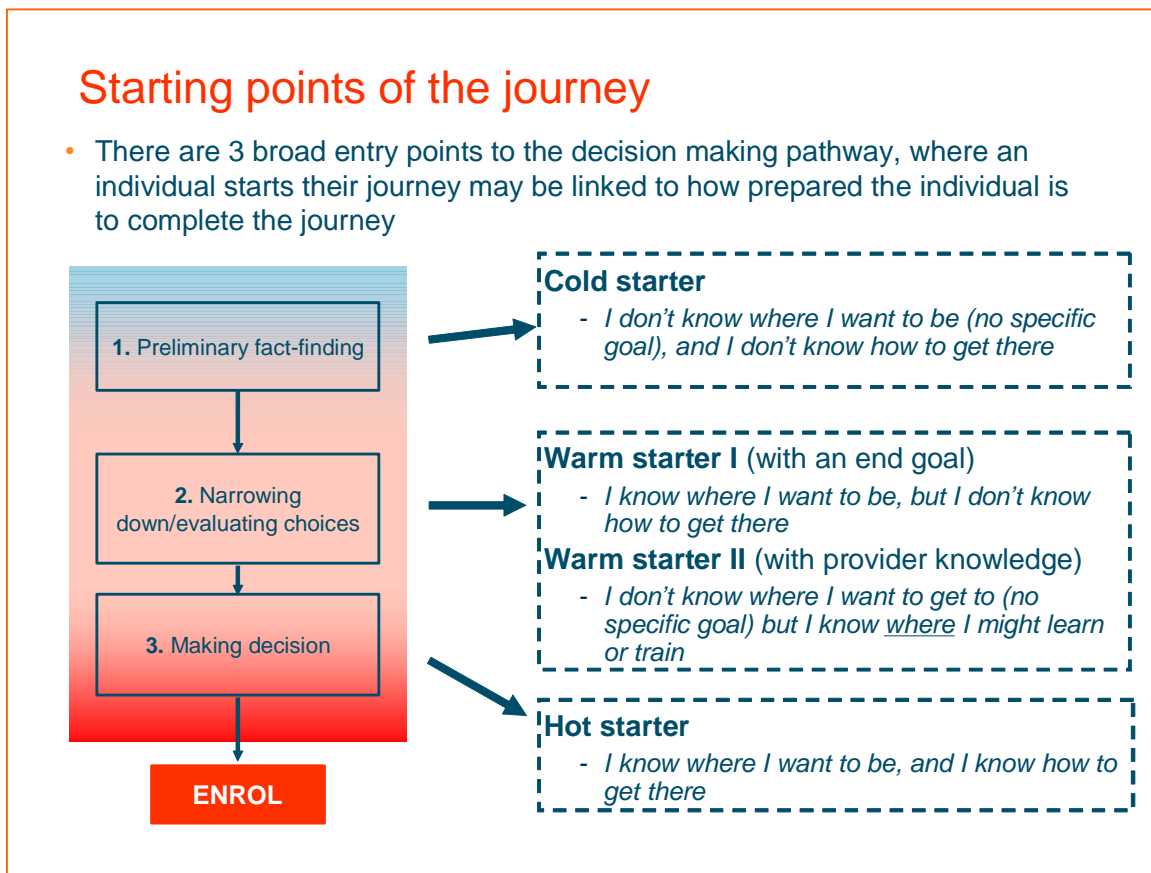 Starting points of the journey
• There are 3 broad entry points to the decision making pathway, where an
individual starts their journey may be linked to how prepared the individual is
to complete the journey
1. Preliminary fact-finding
2. Narrowing
down/evaluating choices
3. Making decision
ENROL
Cold starter
- I don’t know where I want to be (no specific
goal), and I don’t know how to get there
Warm starter I (with an end goal)
- I know where I want to be, but I don’t know
how to get there
Warm starter II (with provider knowledge)
- I don’t know where I want to get to (no
specific goal) but I know where I might learn
or train
Hot starter
- I know where I want to be, and I know how to
get there